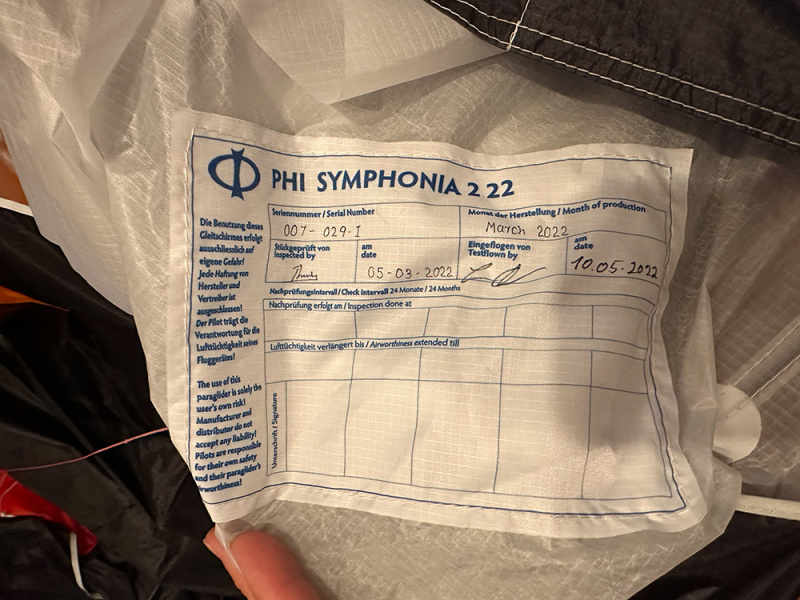 PHI SYMPHONIA 2 22
Seriennummer / Serial Number
007-029-1
Monat der Herstellung / Month of production
March 2022
Stückgeprüft von
Inspected by
am
date
05-03-2022
Eingeflogen von
Testflown by
am
date
10.05.2022
Nachprüfungsintervall / Check Intervall 24 Monate / 24 Months
Nachprüfung erfolgt am / Inspection done at
Lufttüchtigkeit verlängert bis / Airworthiness extended till
Unterschrift / Signature
Die Benutzung dieses
Gleitschirmes erfolgt
ausschliesslich auf
eigene Gefahr!
Jede Haftung von
Hersteller und
Vertreiber ist
ausgeschlossen!
Der Pilot trägt die
Verantwortung für die
Lufttüchtigkeit seines
Fluggerätes!
The use of this
paraglider is solely the
user's own risk!
Manufacturer and
distributor do not
accept any liability!
Pilots are responsible
for their own safety
and their paraglider's